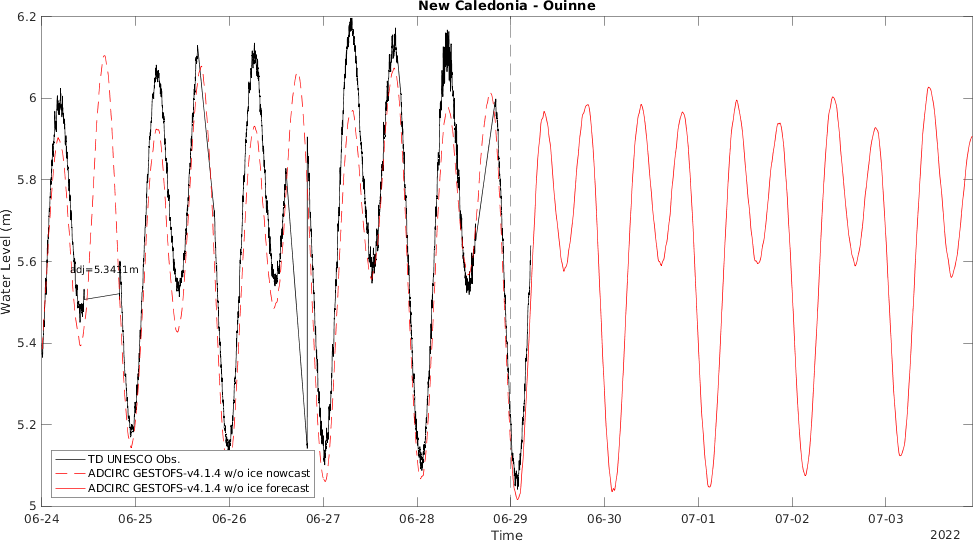 New Caledonia - Ouinne
6.2
6
5.8
5.6
5.4
5.2
5
Water Level (m)
adj=5.3411m
TD UNESCO Obs.
ADCIRC GESTOFS-v4.1.4 w/o ice nowcast
ADCIRC GESTOFS-v4.1.4 w/o ice forecast
06-24 06-25 06-26 06-27 06-28 06-29 06-30 07-01 07-02 07-03
Time
2022